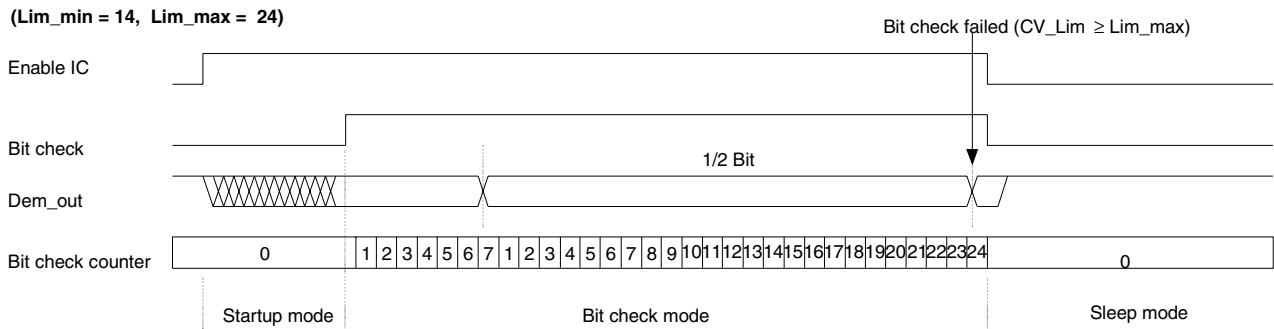 (Lim_min = 14, Lim_max = 24)
Bit check failed (CV_Lim ≥ Lim_max)
Enable IC
Bit check
1/2 Bit
Dem_out
Bit check counter 0 1 2 3 4 5 6 7 1 2 3 4 5 6 7 8 9 10 11 12 13 14 15 16 17 18 19 20 21 22 23 24 0
Startup mode Bit check mode Sleep mode